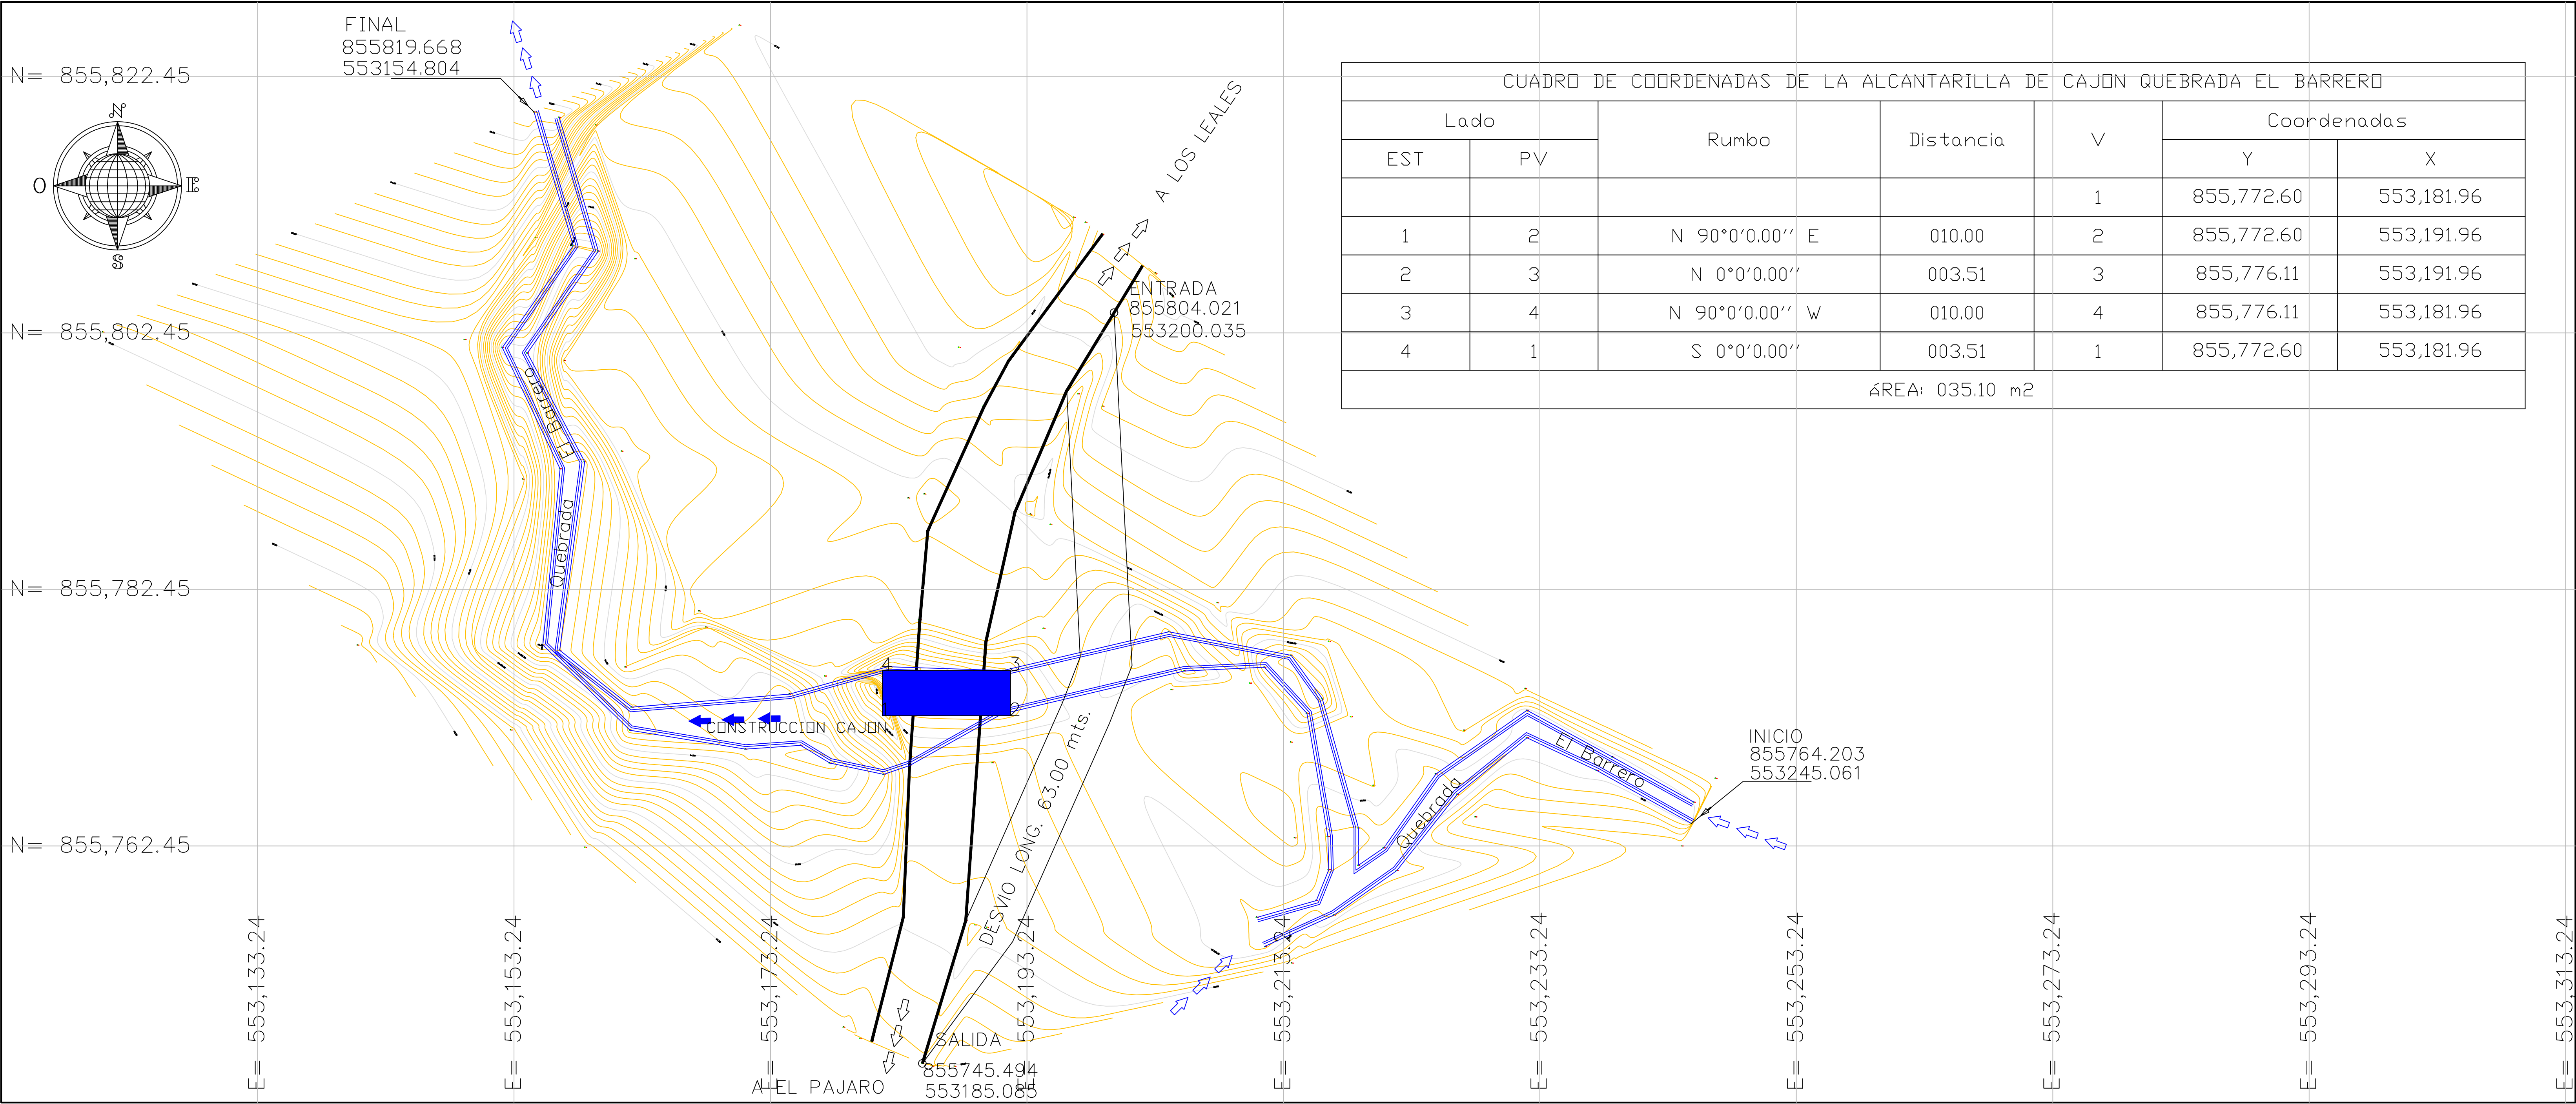 FINAL
855819.668
553154.804
N= 855,822.45
N
O
E
S
A LOS LEALES
CUADRO DE COORDENADAS DE LA ALCANTARILLA DE CAJON QUEBRADA EL BARRERO
Lado Rumbo Distancia V Coordenadas
EST PV Y X
1 855,772.60 553,181.96
1 2 N 90°0'0.00'' E 010.00 2 855,772.60 553,191.96
2 3 N 0°0'0.00'' 003.51 3 855,776.11 553,191.96
3 4 N 90°0'0.00'' W 010.00 4 855,776.11 553,181.96
4 1 S 0°0'0.00'' 003.51 1 855,772.60 553,181.96
ÁREA: 035.10 m2
ENTRADA
855804.021
553200.035
N= 855,802.45
El Barrero
Quebrada
N= 855,782.45
4
3
2
CONSTRUCCION CAJON
DESVIO LONG. 63.00 mts.
El Barrero
Quebrada
INICIO
855764.203
553245.061
N= 855,762.45
SALIDA
855745.494
553185.085
A EL PAJARO
E= 553,133.24
E= 553,153.24
E= 553,173.24
E= 553,193.24
E= 553,213.24
E= 553,233.24
E= 553,253.24
E= 553,273.24
E= 553,293.24
E= 553,313.24